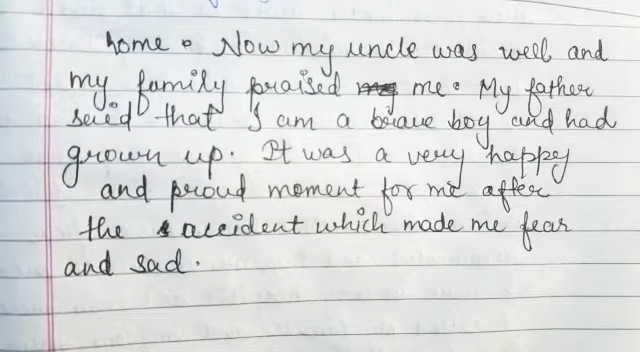 home. Now my uncle was well and
my family praised me. My father
said that I am a brave boy and had
grown up. It was a very happy
and proud moment for me after
the accident which made me fear
and sad.